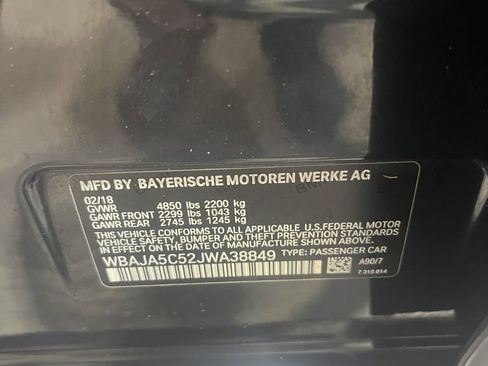 MFD BY BAYERISCHE MOTOREN WERKE AG
02/18
GVWR 4850 lbs 2200 kg
GAWR FRONT 2299 lbs 1043 kg
GAWR REAR 2745 lbs 1245 kg
THIS VEHICLE CONFORMS TO ALL APPLICABLE U.S.FEDERAL MOTOR
VEHICLE SAFETY, BUMPER, AND THEFT PREVENTION STANDARDS
IN EFFECT ON THE DATE OF MANUFACTURE SHOWN ABOVE.
WBAJA5C52JWA38849 TYPE: PASSENGER CAR
A90/7
7 315 814